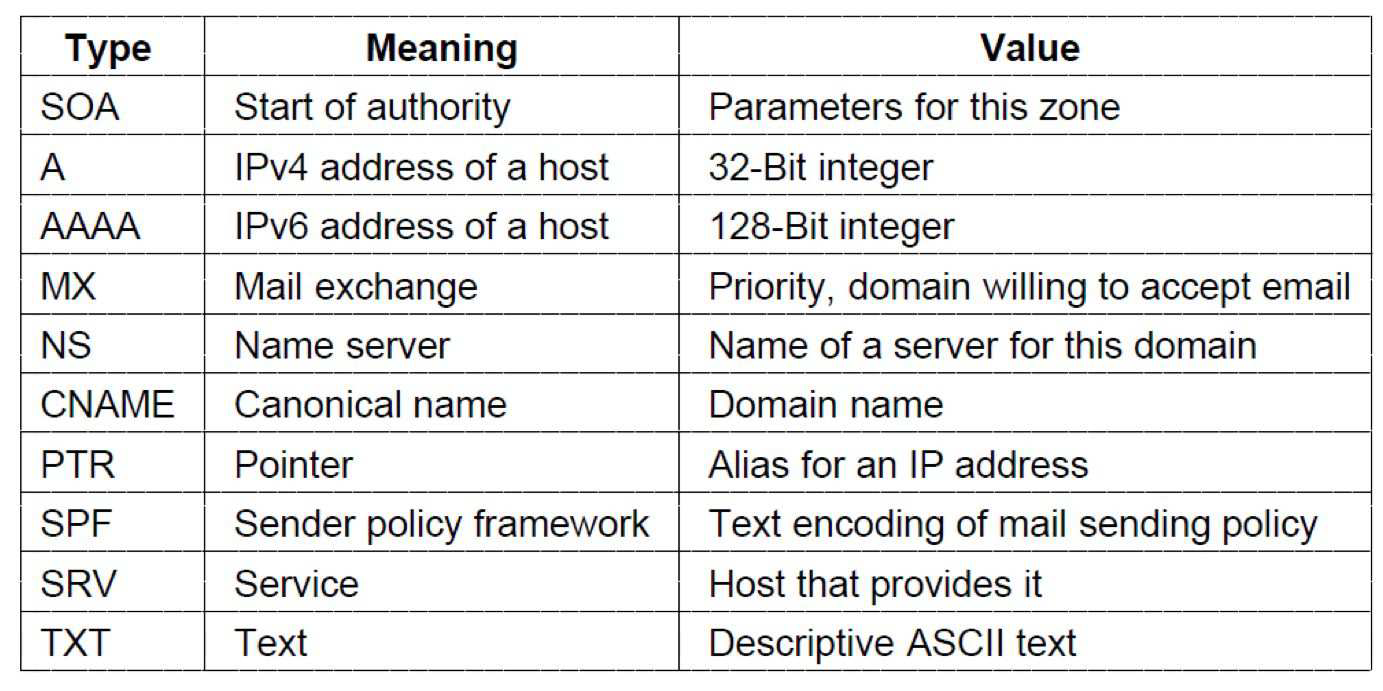 Type Meaning Value
SOA Start of authority Parameters for this zone
A IPv4 address of a host 32-Bit integer
AAAA IPv6 address of a host 128-Bit integer
MX Mail exchange Priority, domain willing to accept email
NS Name server Name of a server for this domain
CNAME Canonical name Domain name
PTR Pointer Alias for an IP address
SPF Sender policy framework Text encoding of mail sending policy
SRV Service Host that provides it
TXT Text Descriptive ASCII text